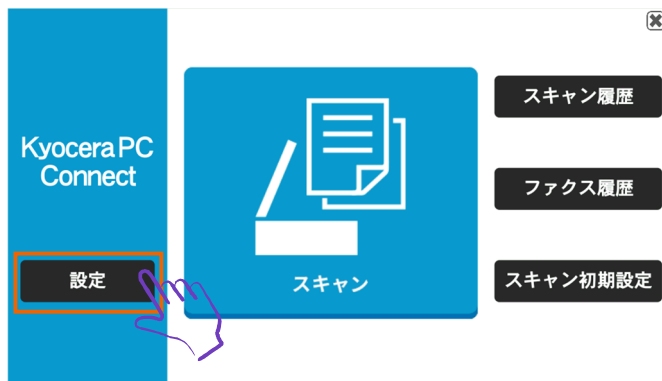 Kyocera PC
Connect
設定
スキャン
スキャン履歴
ファクス履歴
スキャン初期設定